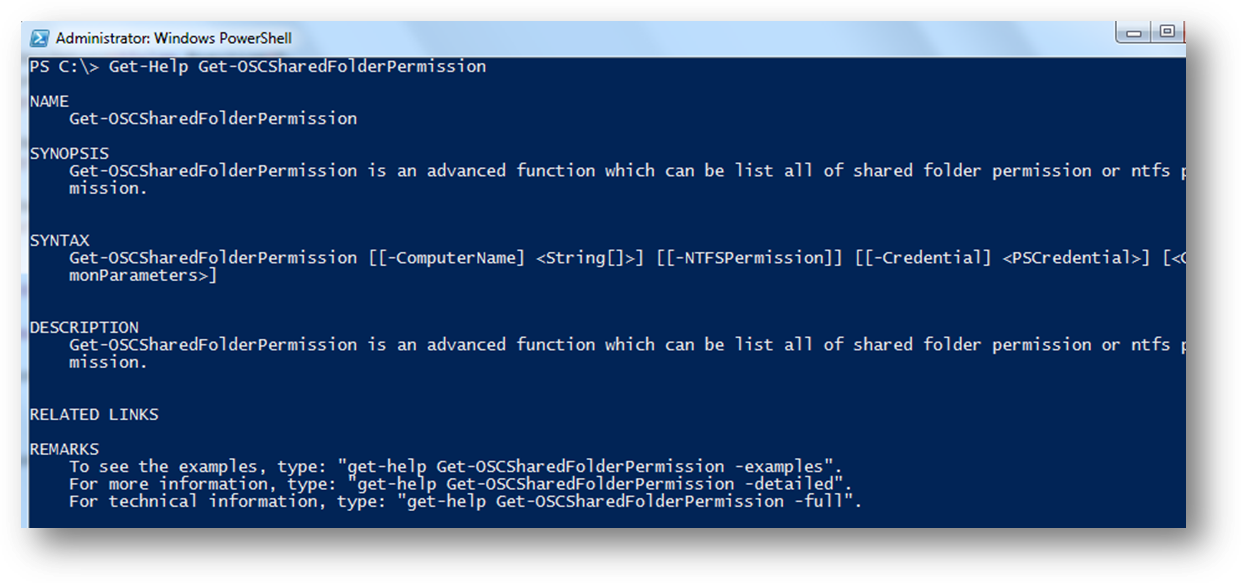 Administrator: Windows PowerShell
PS C:\> Get-Help Get-OSCSharedFolderPermission
NAME
Get-OSCSharedFolderPermission
SYNOPSIS
Get-OSCSharedFolderPermission is an advanced function which can be list all of shared folder permission or ntfs p
mission.
SYNTAX
Get-OSCSharedFolderPermission [[-ComputerName] <String[]>] [[-NTFSPermission]] [[-Credential] <PSCredential>] [<C
monParameters>]
DESCRIPTION
Get-OSCSharedFolderPermission is an advanced function which can be list all of shared folder permission or ntfs p
mission.
RELATED LINKS
REMARKS
To see the examples, type: "get-help Get-OSCSharedFolderPermission -examples".
For more information, type: "get-help Get-OSCSharedFolderPermission -detailed".
For technical information, type: "get-help Get-OSCSharedFolderPermission -full".